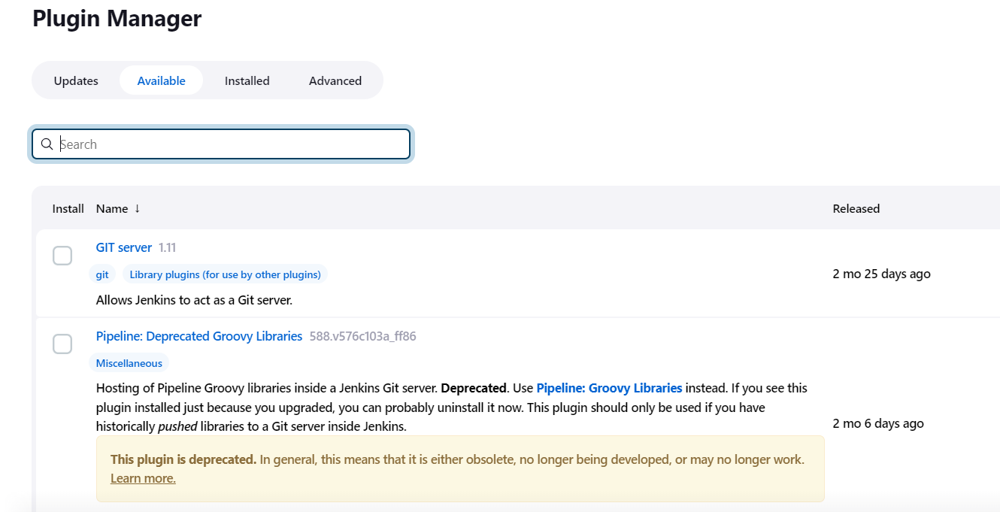 Plugin Manager
Updates Available Installed Advanced
Search
Install Name ↓ Released
GIT server 1.11
git Library plugins (for use by other plugins)
2 mo 25 days ago
Allows Jenkins to act as a Git server.
Pipeline: Deprecated Groovy Libraries 588.v576c103a_ff86
Miscellaneous
Hosting of Pipeline Groovy libraries inside a Jenkins Git server. Deprecated. Use Pipeline: Groovy Libraries instead. If you see this
plugin installed just because you upgraded, you can probably uninstall it now. This plugin should only be used if you have
historically pushed libraries to a Git server inside Jenkins.
2 mo 6 days ago
This plugin is deprecated. In general, this means that it is either obsolete, no longer being developed, or may no longer work.
Learn more.